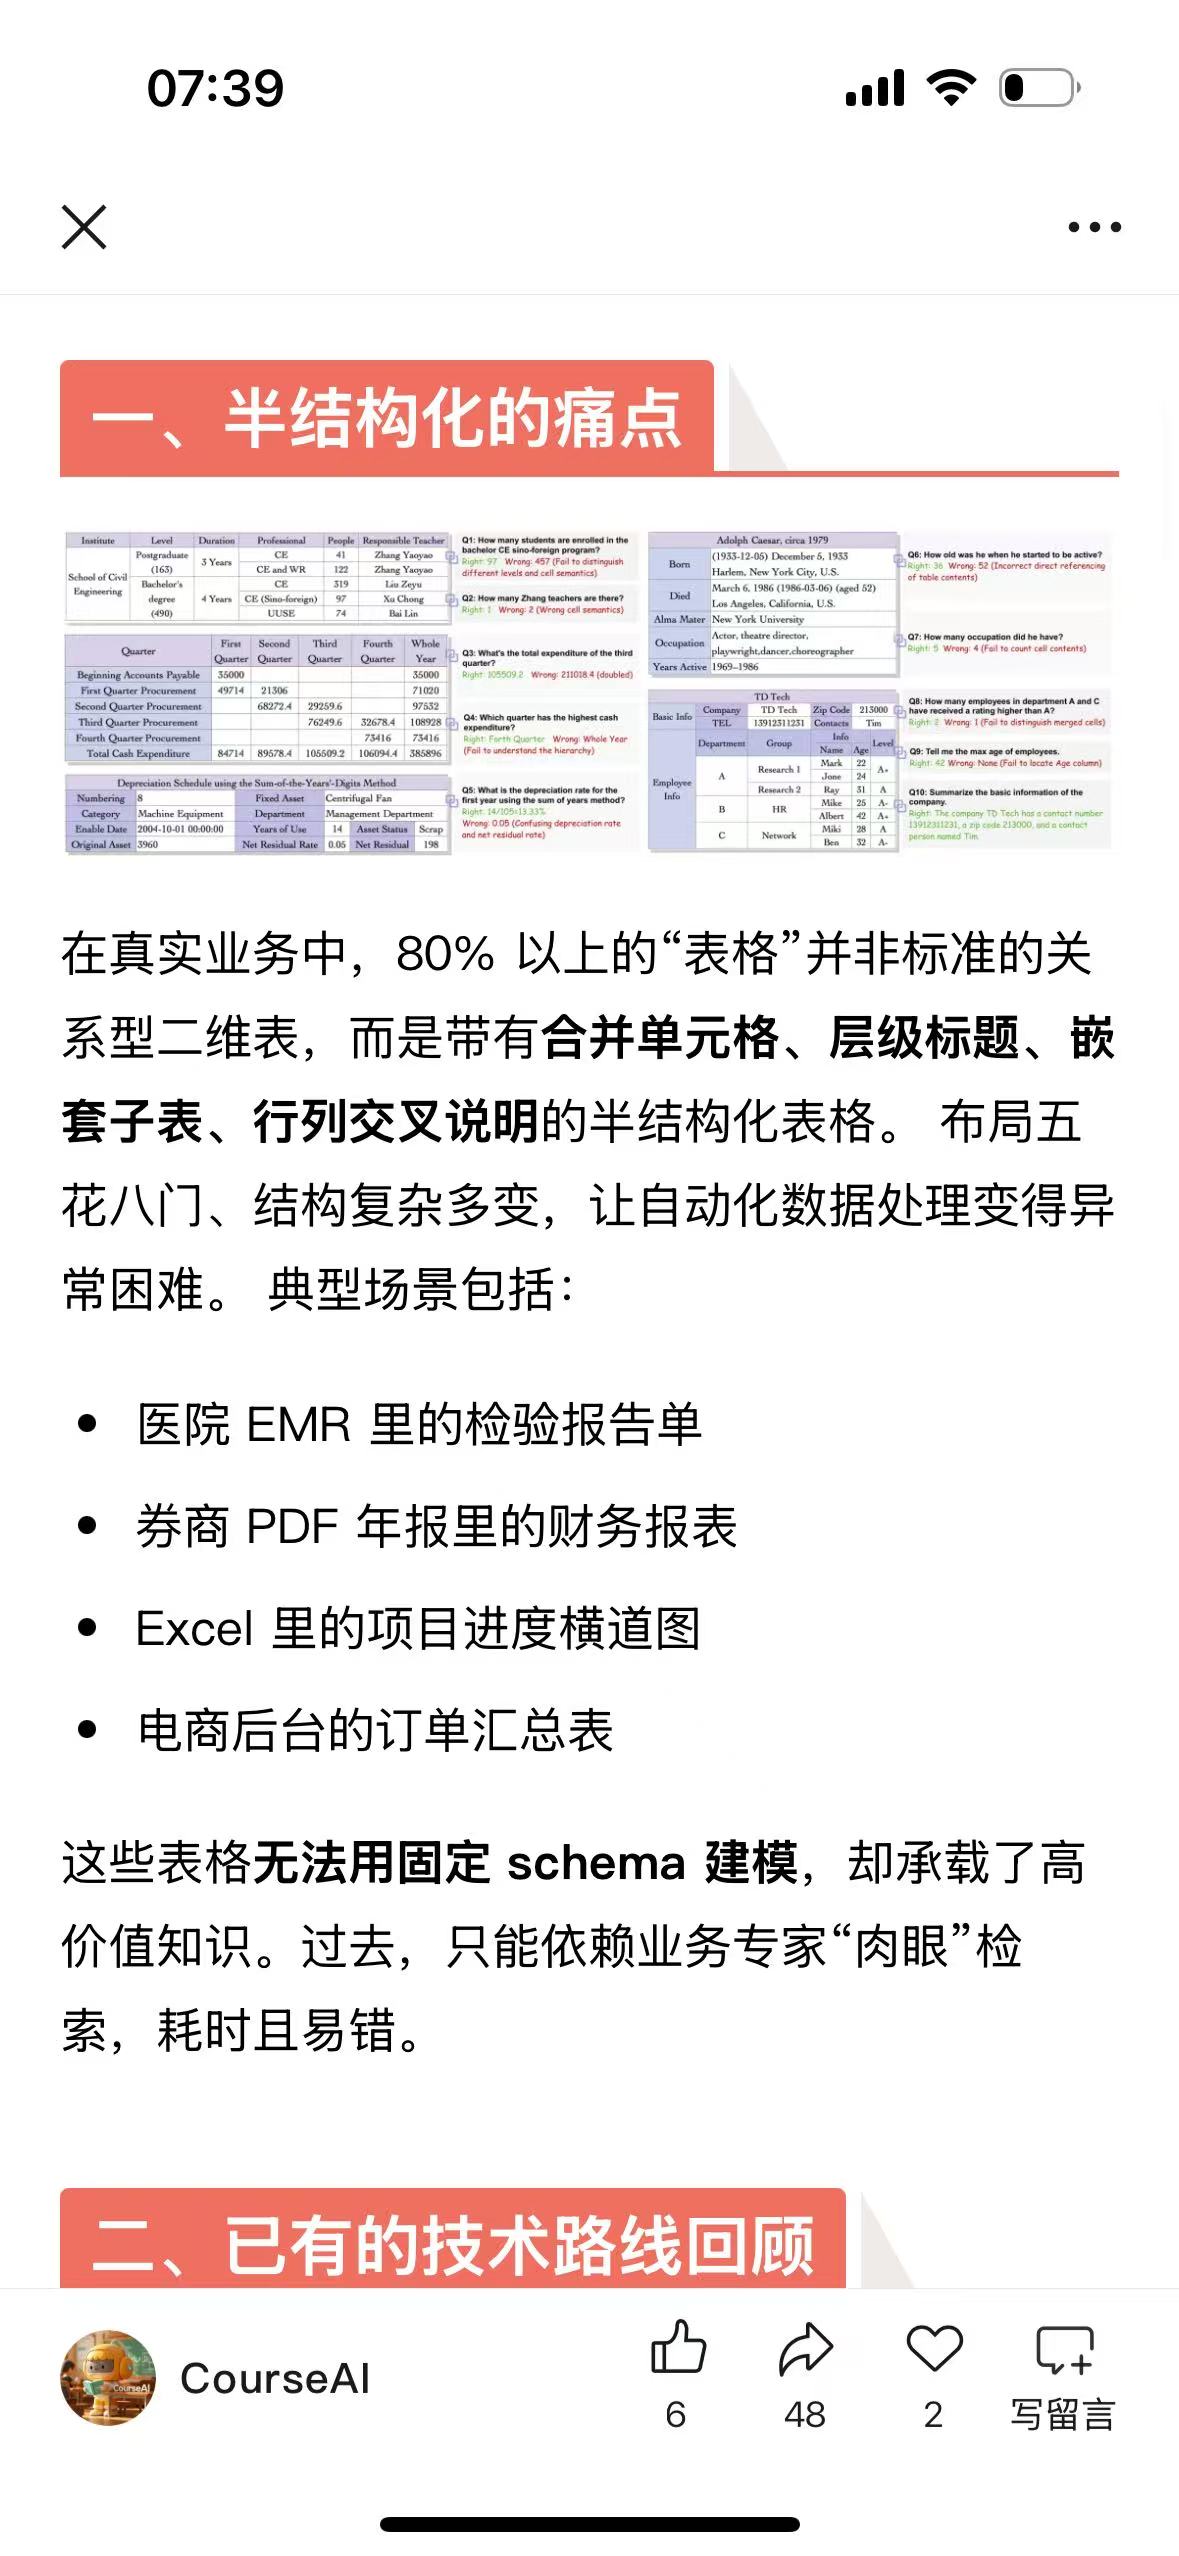 07:39
一、半结构化的痛点
Institute Level Duration Professional People Responsible Teacher
School of Civil Engineering
Postgraduate (163) 3 Years CE 41 Zhang Yaoyao
CE and WR 122 Zhang Yaoyao
Bachelor's degree (490) 4 Years CE 319 Liu Zeyu
CE (Sino-foreign) 97 Xu Chong
UUSE 74 Bai Lin
Q1: How many students are enrolled in the
bachelor CE sino-foreign program?
Right: 97 Wrong: 457 (Fail to distinguish
different levels and cell semantics)
Q2: How many Zhang teachers are there?
Right: 1 Wrong: 2 (Wrong cell semantics)
Quarter First Quarter Second Quarter Third Quarter Fourth Quarter Whole Year
Beginning Accounts Payable 35000 35000
First Quarter Procurement 49714 21306 71020
Second Quarter Procurement 68272.4 29259.6 97532
Third Quarter Procurement 76249.6 32678.4 108928
Fourth Quarter Procurement 73416 73416
Total Cash Expenditure 84714 89578.4 105509.2 106094.4 385896
Q3: What's the total expenditure of the third
quarter?
Right: 105509.2 Wrong: 211018.4 (doubled)
Q4: Which quarter has the highest cash
expenditure?
Right: Forth Quarter Wrong: Whole Year
(Fail to understand the hierarchy)
Depreciation Schedule using the Sum-of-the-Years'-Digits Method
Numbering 8 Fixed Asset Centrifugal Fan
Category Machine Equipment Department Management Department
Enable Date 2004-10-01 00:00:00 Years of Use 14 Asset Status Scrap
Original Asset 3960 Net Residual Rate 0.05 Net Residual 198
Q5: What is the depreciation rate for the
first year using the sum of years method?
Right: 14/105=13.33%
Wrong: 0.05 (Confusing depreciation rate
and net residual rate)
Adolph Caesar, circa 1979
Born (1933-12-05) December 5, 1933
Harlem, New York City, U.S.
Died March 6, 1986 (1986-03-06) (aged 52)
Los Angeles, California, U.S.
Alma Mater New York University
Occupation Actor, theatre director,
playwright,dancer,choreographer
Years Active 1969–1986
Q6: How old was he when he started to be active?
Right: 36 Wrong: 52 (Incorrect direct referencing
of table contents)
Q7: How many occupation did he have?
Right: 5 Wrong: 4 (Fail to count cell contents)
TD Tech
Basic Info Company TD Tech Zip Code 213000
TEL 13912311231 Contacts Tim
Employee Info
Department Group Info Level
Name Age
A Research 1 Mark 22 A+
Jone 24
Research 2 Ray 31 A
B HR Mike 25 A-
Albert 42 A+
C Network Miki 28 A
Ben 32 A-
Q8: How many employees in department A and C
have received a rating higher than A?
Right: 2 Wrong: 1 (Fail to distinguish merged cells)
Q9: Tell me the max age of employees.
Right: 42 Wrong: None (Fail to locate Age column)
Q10: Summarize the basic information of the
company.
Right: The company TD Tech has a contact number
13912311231, a zip code 213000, and a contact
person named Tim.
在真实业务中，80% 以上的“表格”并非标准的关
系型二维表，而是带有合并单元格、层级标题、嵌
套子表、行列交叉说明的半结构化表格。 布局五
花八门、结构复杂多变，让自动化数据处理变得异
常困难。 典型场景包括：
• 医院 EMR 里的检验报告单
• 券商 PDF 年报里的财务报表
• Excel 里的项目进度横道图
• 电商后台的订单汇总表
这些表格无法用固定 schema 建模，却承载了高
价值知识。过去，只能依赖业务专家“肉眼”检
索，耗时且易错。
二、已有的技术路线回顾
CourseAI
CourseAI
6
48
2
写留言